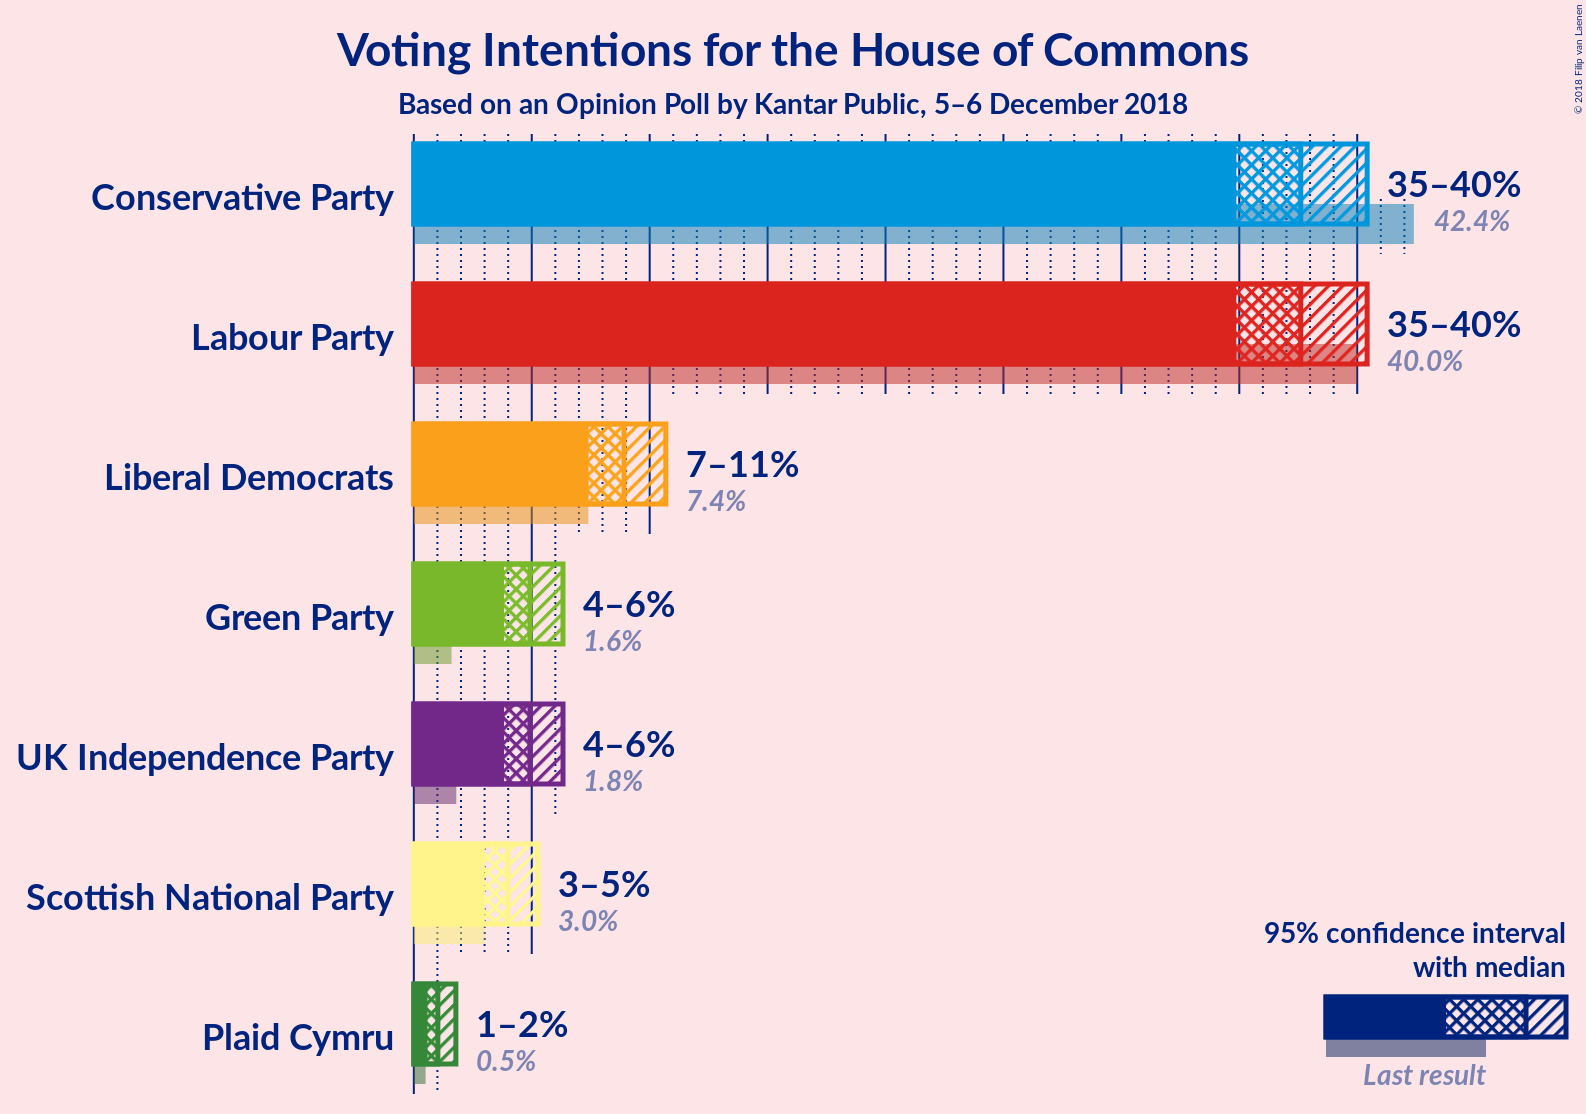 Voting Intentions for the House of Commons
Based on an Opinion Poll by Kantar Public, 5–6 December 2018
© 2018 Filip van Laenen
Conservative Party
35–40%
42.4%
Labour Party
35–40%
40.0%
Liberal Democrats
7–11%
7.4%
Green Party
4–6%
1.6%
UK Independence Party
4–6%
1.8%
Scottish National Party
3–5%
3.0%
Plaid Cymru
1–2%
0.5%
95% confidence interval
with median
Last result